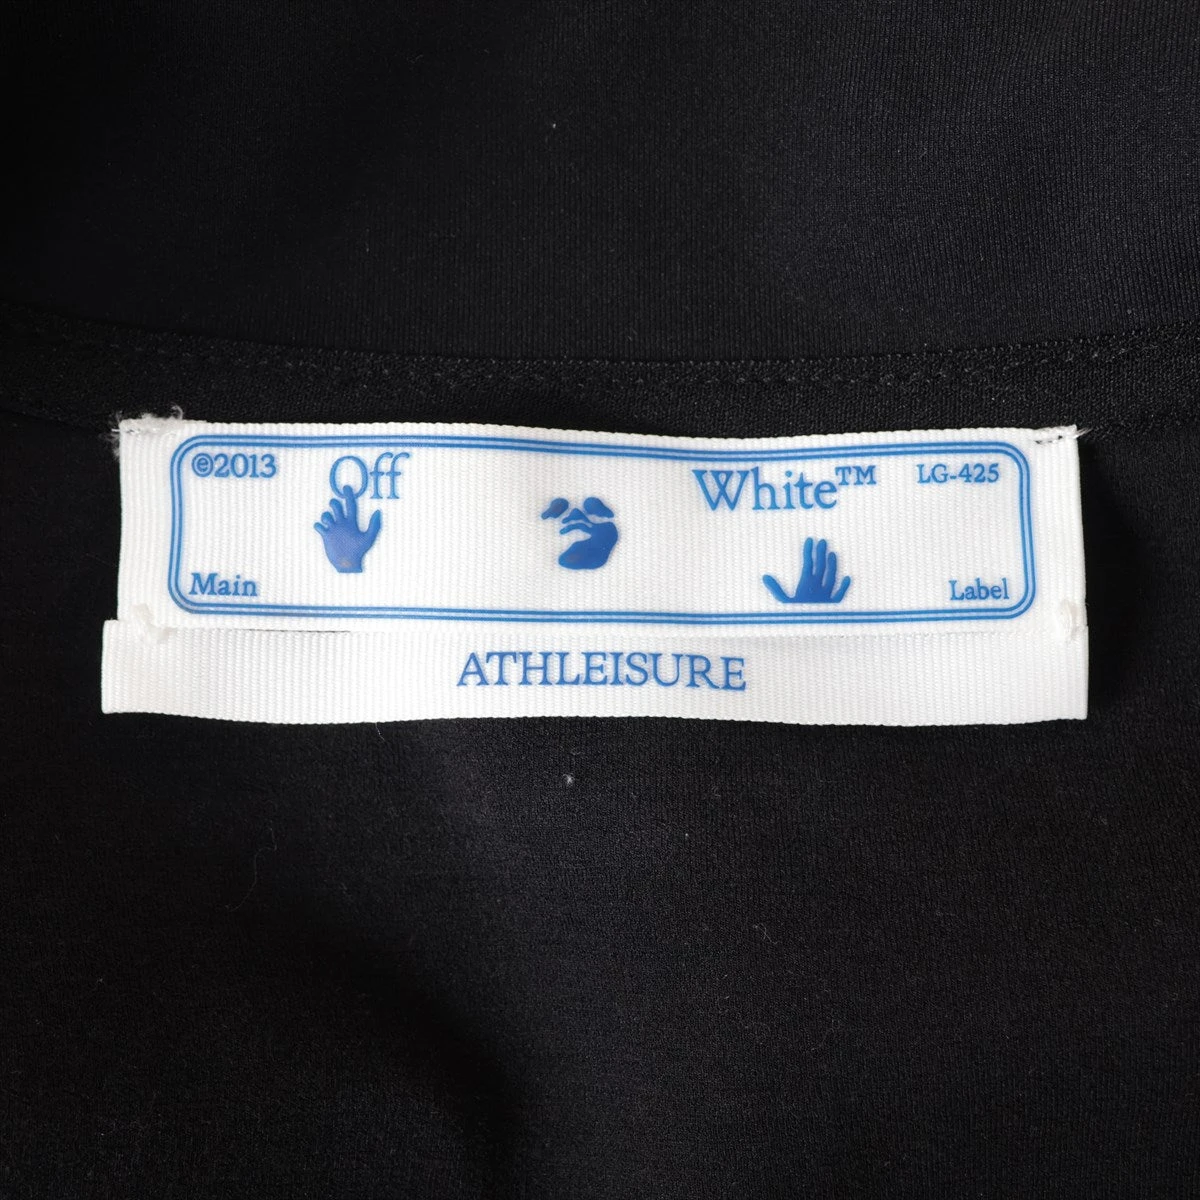 ©2013 Off White™ LG-425
Main Label
ATHLEISURE